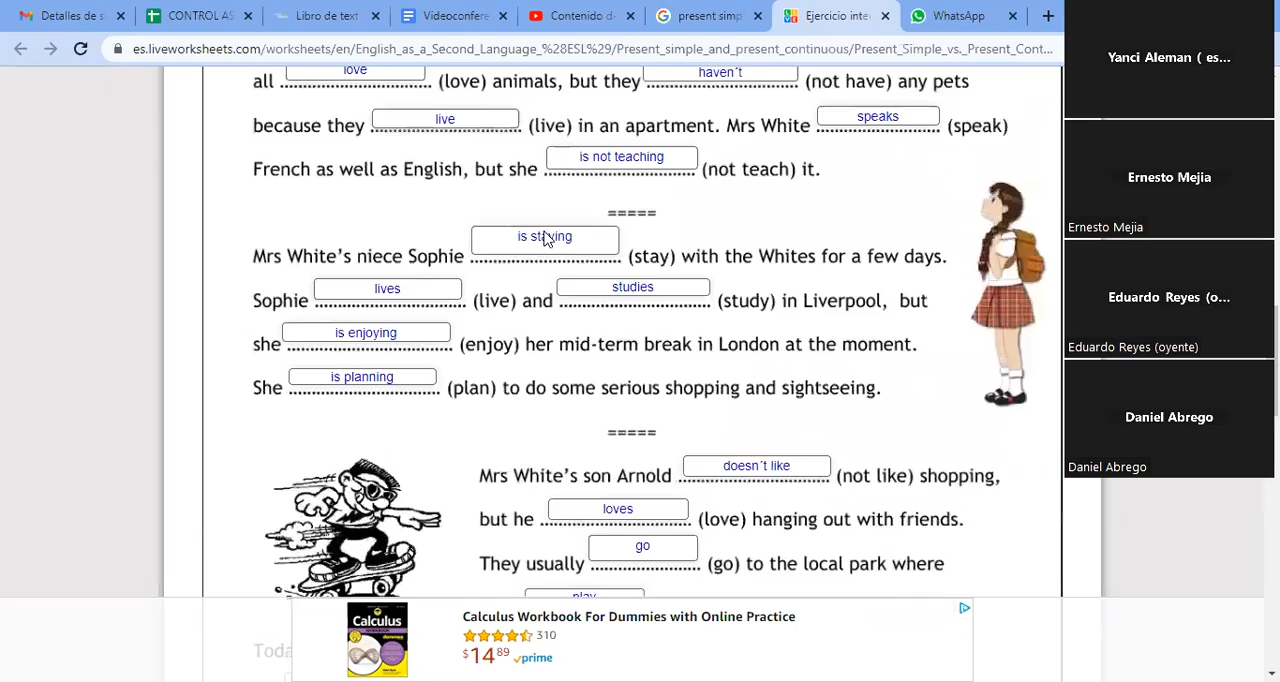 Detalles de su s
CONTROL AS
Libro de text
Videoconfere
Contenido d
present simpl
Ejercicio inte
WhatsApp
es.liveworksheets.com/worksheets/en/English_as_a_Second_Language_%28ESL%29/Present_simple_and_present_continuous/Present_Simple_vs._Present_Cont...
all love (love) animals, but they haven´t (not have) any pets
because they live (live) in an apartment. Mrs White speaks (speak)
French as well as English, but she is not teaching (not teach) it.
=====
Mrs White's niece Sophie is staying (stay) with the Whites for a few days.
Sophie lives (live) and studies (study) in Liverpool, but
she is enjoying (enjoy) her mid-term break in London at the moment.
She is planning (plan) to do some serious shopping and sightseeing.
=====
Mrs White's son Arnold doesn´t like (not like) shopping,
but he loves (love) hanging out with friends.
They usually go (go) to the local park where
play
Toda
Calculus
Calculus Workbook For Dummies with Online Practice
310
$14 89 prime
Yanci Aleman ( es...
Ernesto Mejia
Ernesto Mejia
Eduardo Reyes (o...
Eduardo Reyes (oyente)
Daniel Abrego
Daniel Abrego